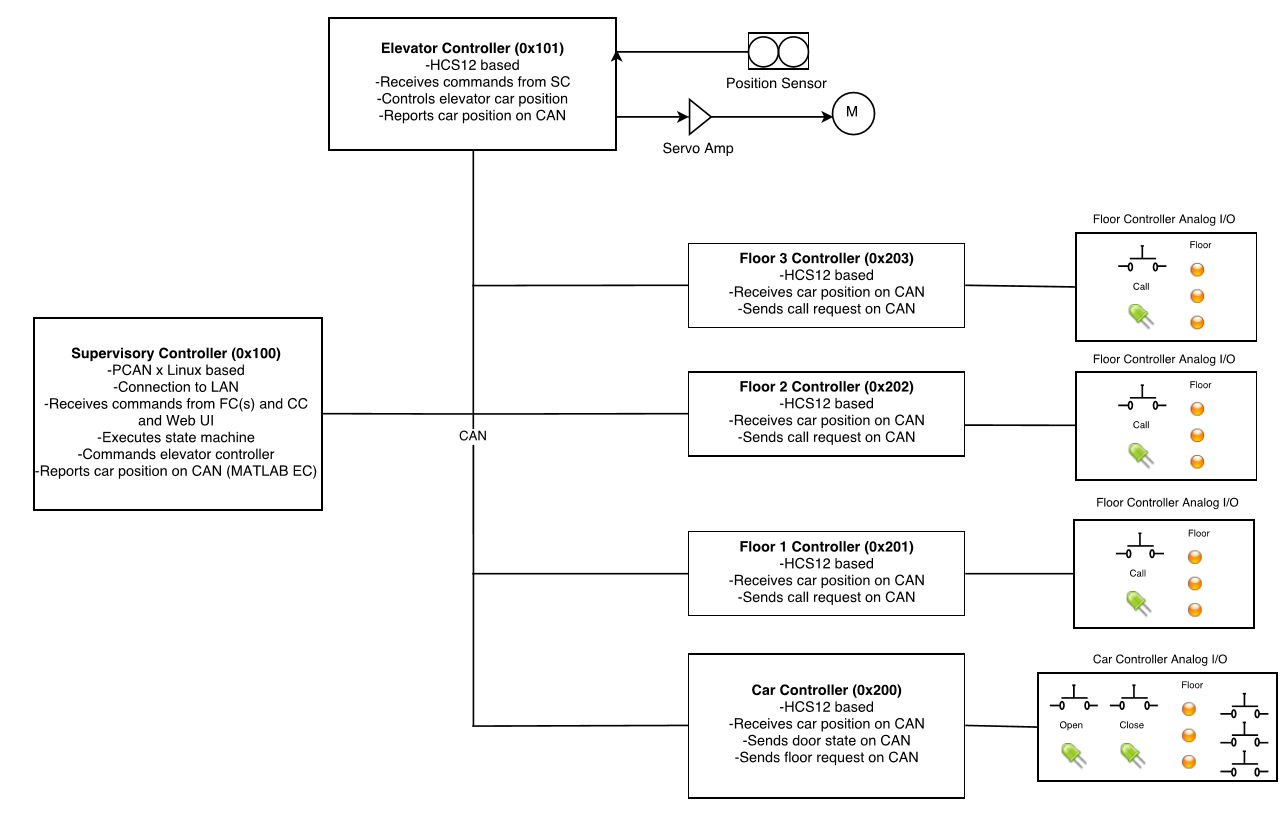 Elevator Controller (0x101)
-HCS12 based
-Receives commands from SC
-Controls elevator car position
-Reports car position on CAN
Position Sensor
M
Servo Amp
Floor Controller Analog I/O
Floor
Call
Floor 3 Controller (0x203)
-HCS12 based
-Receives car position on CAN
-Sends call request on CAN
Supervisory Controller (0x100)
-PCAN x Linux based
-Connection to LAN
-Receives commands from FC(s) and CC
and Web UI
-Executes state machine
-Commands elevator controller
-Reports car position on CAN (MATLAB EC)
CAN
Floor Controller Analog I/O
Floor
Call
Floor 2 Controller (0x202)
-HCS12 based
-Receives car position on CAN
-Sends call request on CAN
Floor Controller Analog I/O
Floor
Call
Floor 1 Controller (0x201)
-HCS12 based
-Receives car position on CAN
-Sends call request on CAN
Car Controller Analog I/O
Floor
Open
Close
Car Controller (0x200)
-HCS12 based
-Receives car position on CAN
-Sends door state on CAN
-Sends floor request on CAN